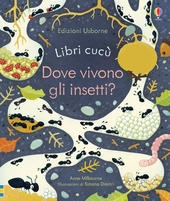 Edizioni Usborne
Libri cucù
Dove vivono
gli insetti?
Anna Milbourne
Illustrazioni di Simona Dimitri